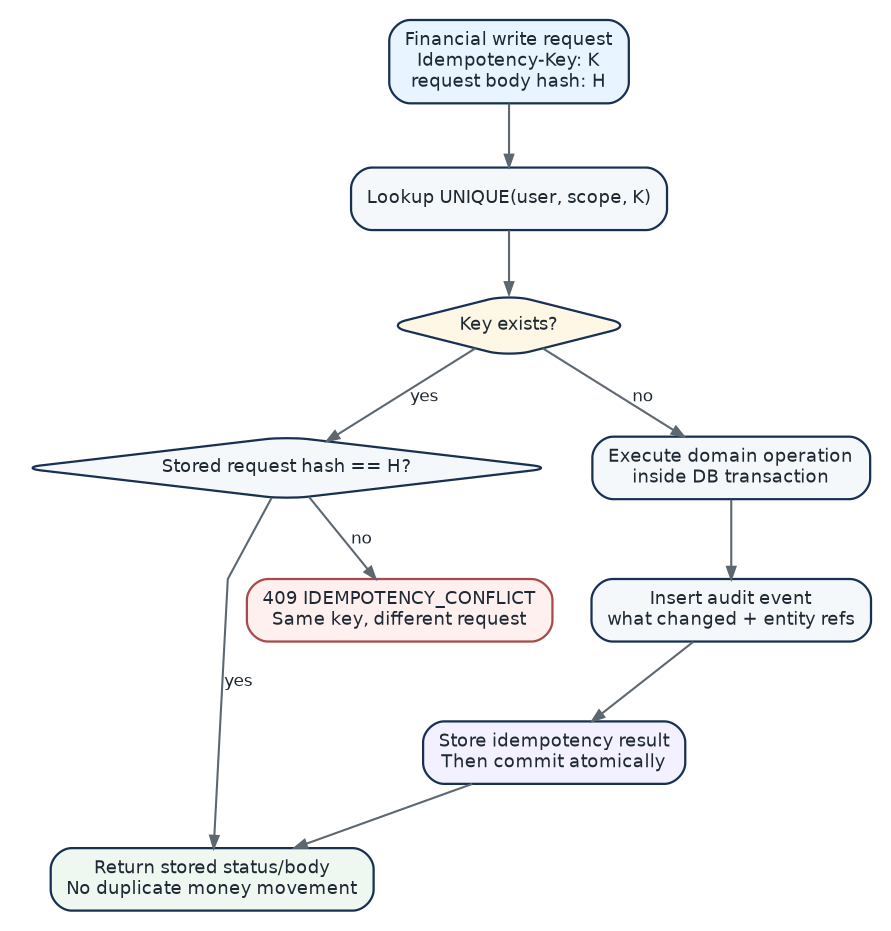 Financial write request
Idempotency-Key: K
request body hash: H
Lookup UNIQUE(user, scope, K)
Key exists?
yes
no
Stored request hash == H?
Execute domain operation
inside DB transaction
no
409 IDEMPOTENCY_CONFLICT
Same key, different request
Insert audit event
what changed + entity refs
yes
Store idempotency result
Then commit atomically
Return stored status/body
No duplicate money movement